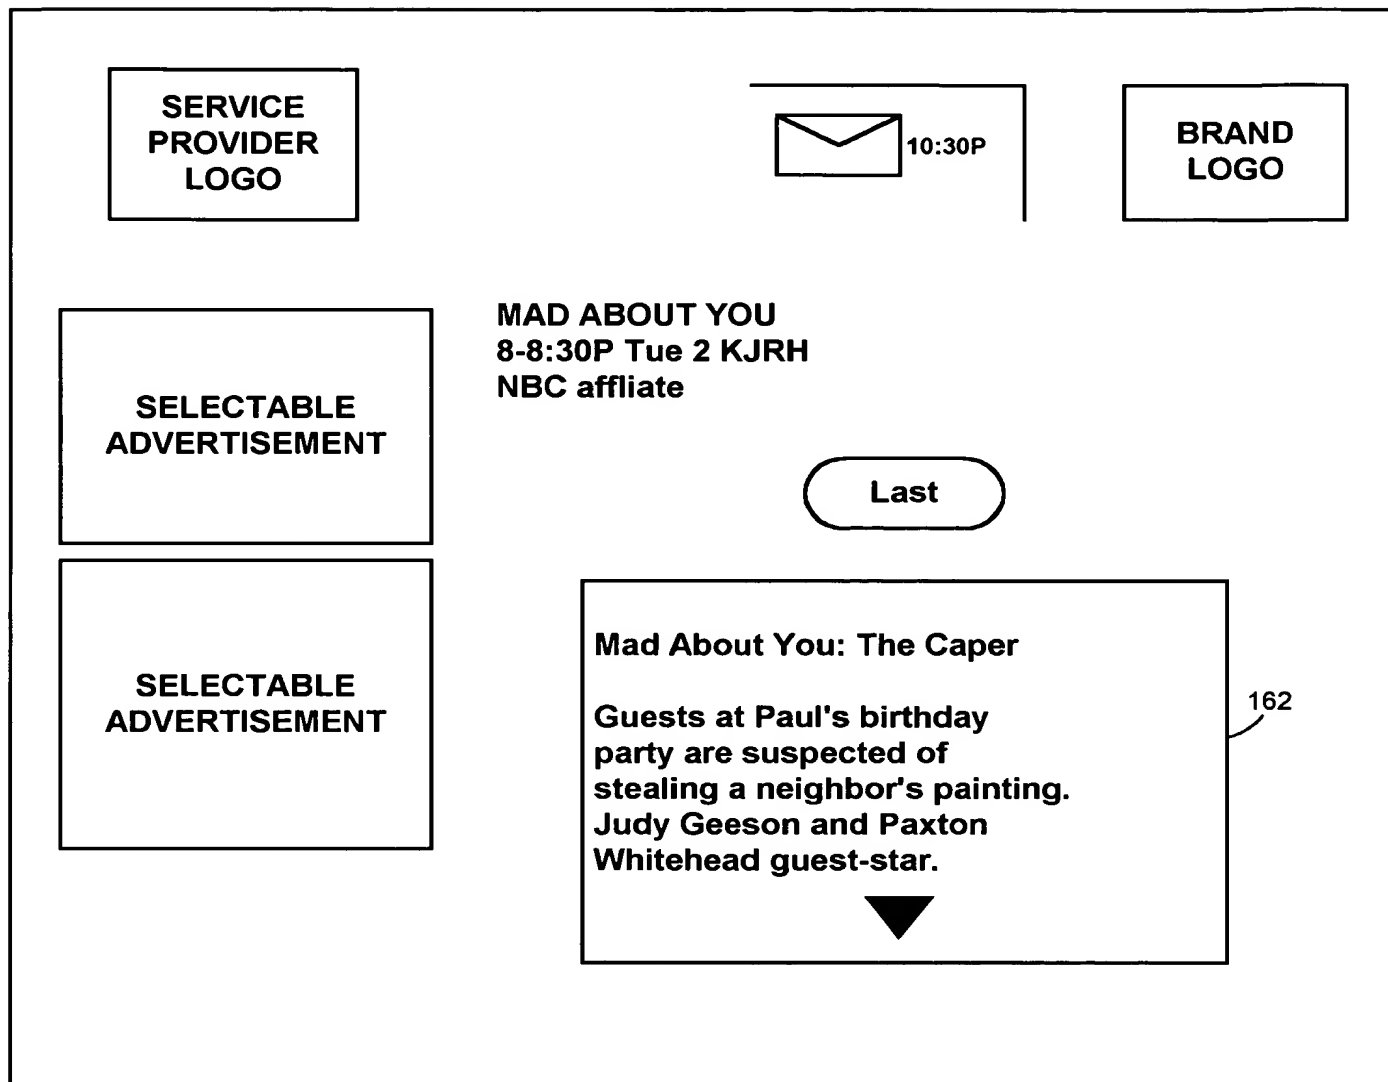 SERVICE
PROVIDER
LOGO
10:30P
BRAND
LOGO
MAD ABOUT YOU
8-8:30P Tue 2 KJRH
NBC affliate
SELECTABLE
ADVERTISEMENT
Last
SELECTABLE
ADVERTISEMENT
Mad About You: The Caper
Guests at Paul's birthday
party are suspected of
stealing a neighbor's painting.
Judy Geeson and Paxton
Whitehead guest-star.
162